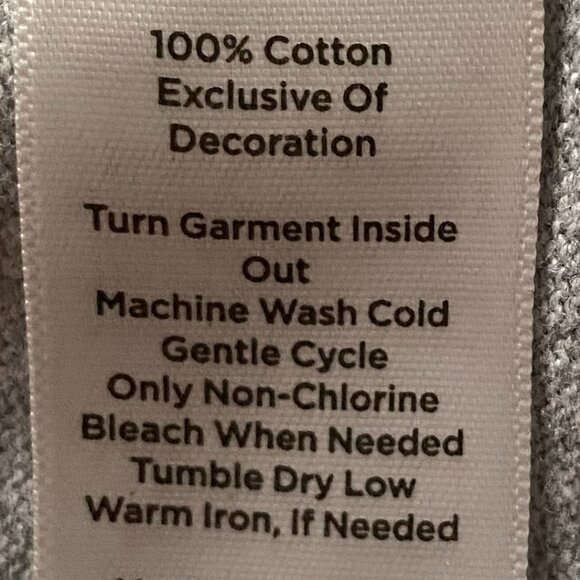 100% Cotton
Exclusive Of
Decoration
Turn Garment Inside
Out
Machine Wash Cold
Gentle Cycle
Only Non-Chlorine
Bleach When Needed
Tumble Dry Low
Warm Iron, If Needed